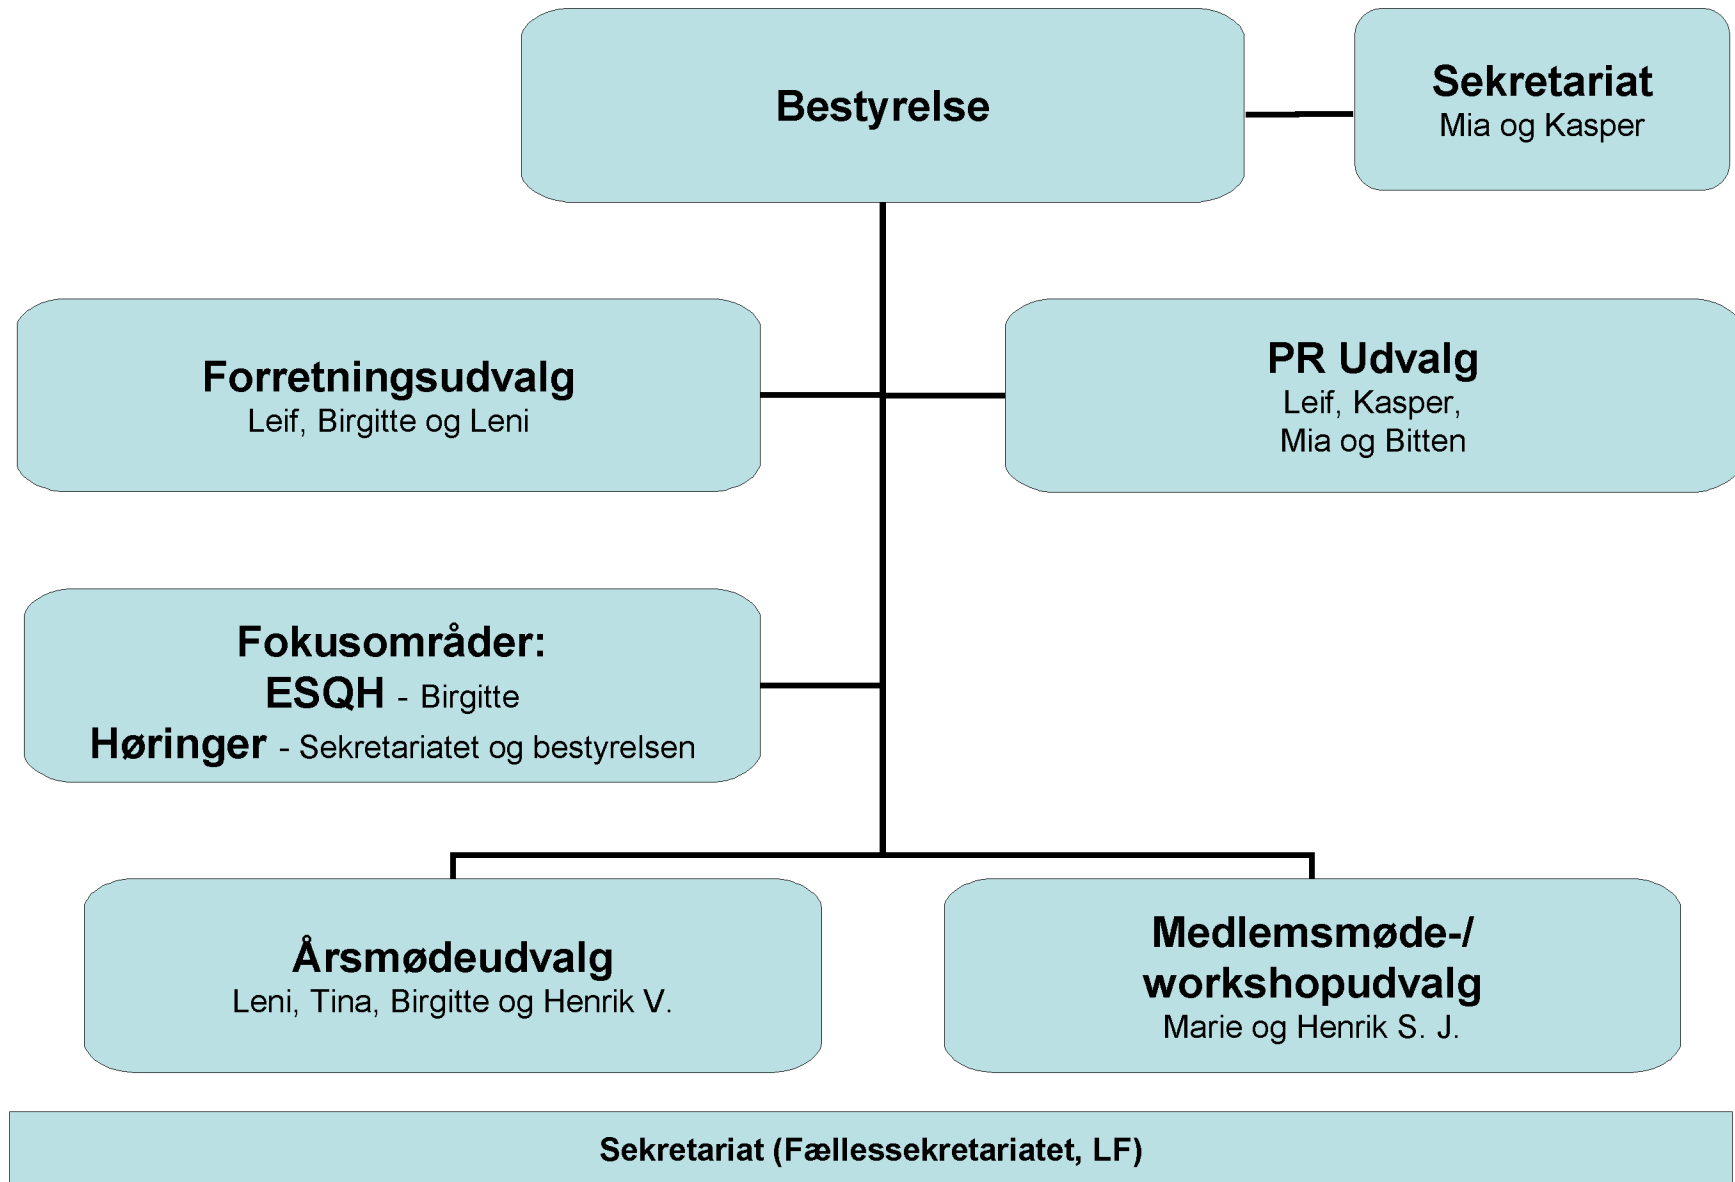 Bestyrelse
Sekretariat
Mia og Kasper
Forretningsudvalg
Leif, Birgitte og Leni
PR Udvalg
Leif, Kasper,
Mia og Bitten
Fokusområder:
ESQH - Birgitte
Høringer - Sekretariatet og bestyrelsen
Årsmødeudvalg
Leni, Tina, Birgitte og Henrik V.
Medlemsmøde-/
workshopudvalg
Marie og Henrik S. J.
Sekretariat (Fællessekretariatet, LF)